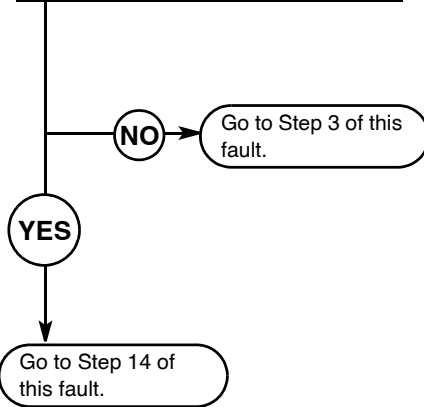 NO
Go to Step 3 of this
fault.
YES
Go to Step 14 of
this fault.